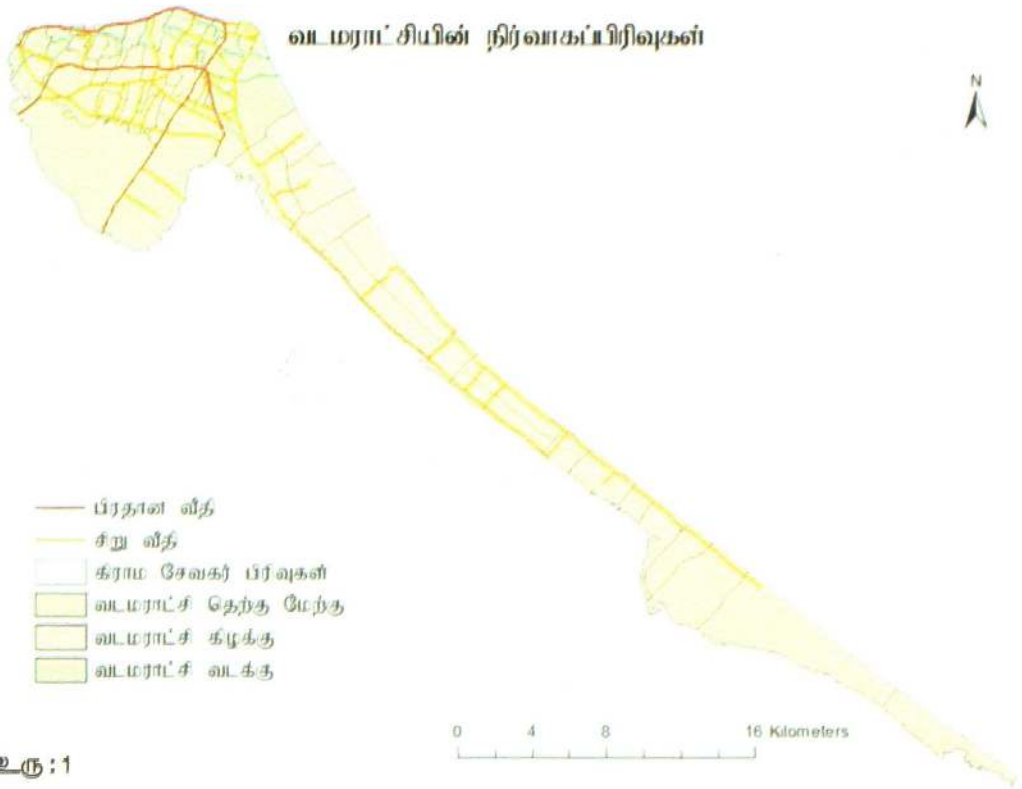 வடமராட்சியின் நிர்வாகப்பிரிவுகள்
N
பிரதான வீதி
சிறு வீதி
கிராம சேவகர் பிரிவுகள்
வடமராட்சி தெற்கு மேற்கு
வடமராட்சி கிழக்கு
வடமராட்சி வடக்கு
0 4 8 16 Kilometers
உரு : 1